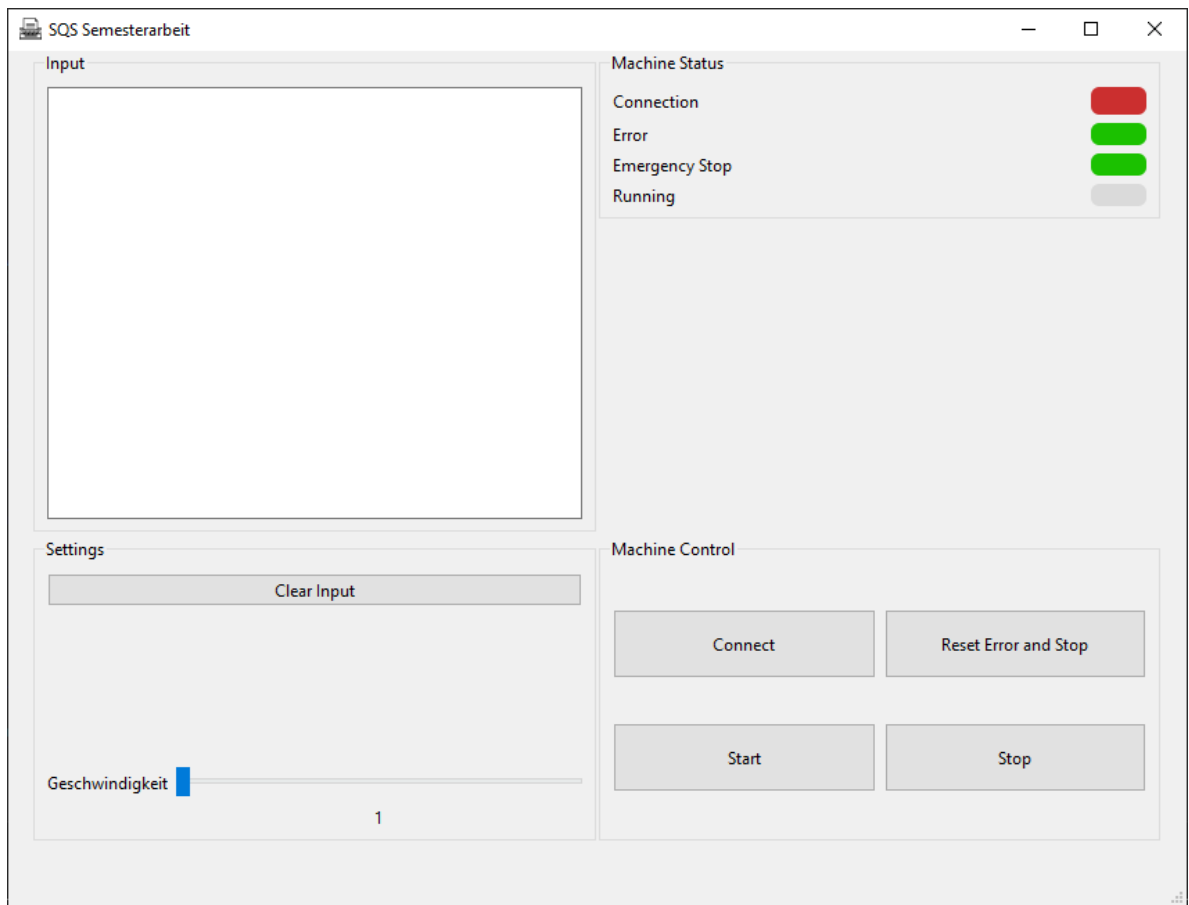 SQS Semesterarbeit
Input
Machine Status
Connection
Error
Emergency Stop
Running
Settings
Clear Input
Geschwindigkeit
1
Machine Control
Connect
Reset Error and Stop
Start
Stop